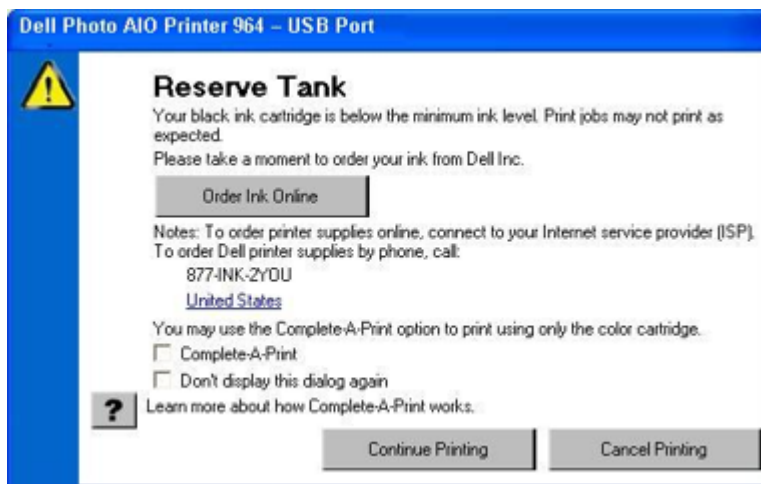 Dell Photo AIO Printer 964 – USB Port
Reserve Tank
Your black ink cartridge is below the minimum ink level. Print jobs may not print as
expected.
Please take a moment to order your ink from Dell Inc.
Order Ink Online
Notes: To order printer supplies online, connect to your Internet service provider (ISP).
To order Dell printer supplies by phone, call:
877-INK-2YOU
United States
You may use the Complete-A-Print option to print using only the color cartridge.
Complete-A-Print
Don't display this dialog again
? Learn more about how Complete-A-Print works.
Continue Printing Cancel Printing